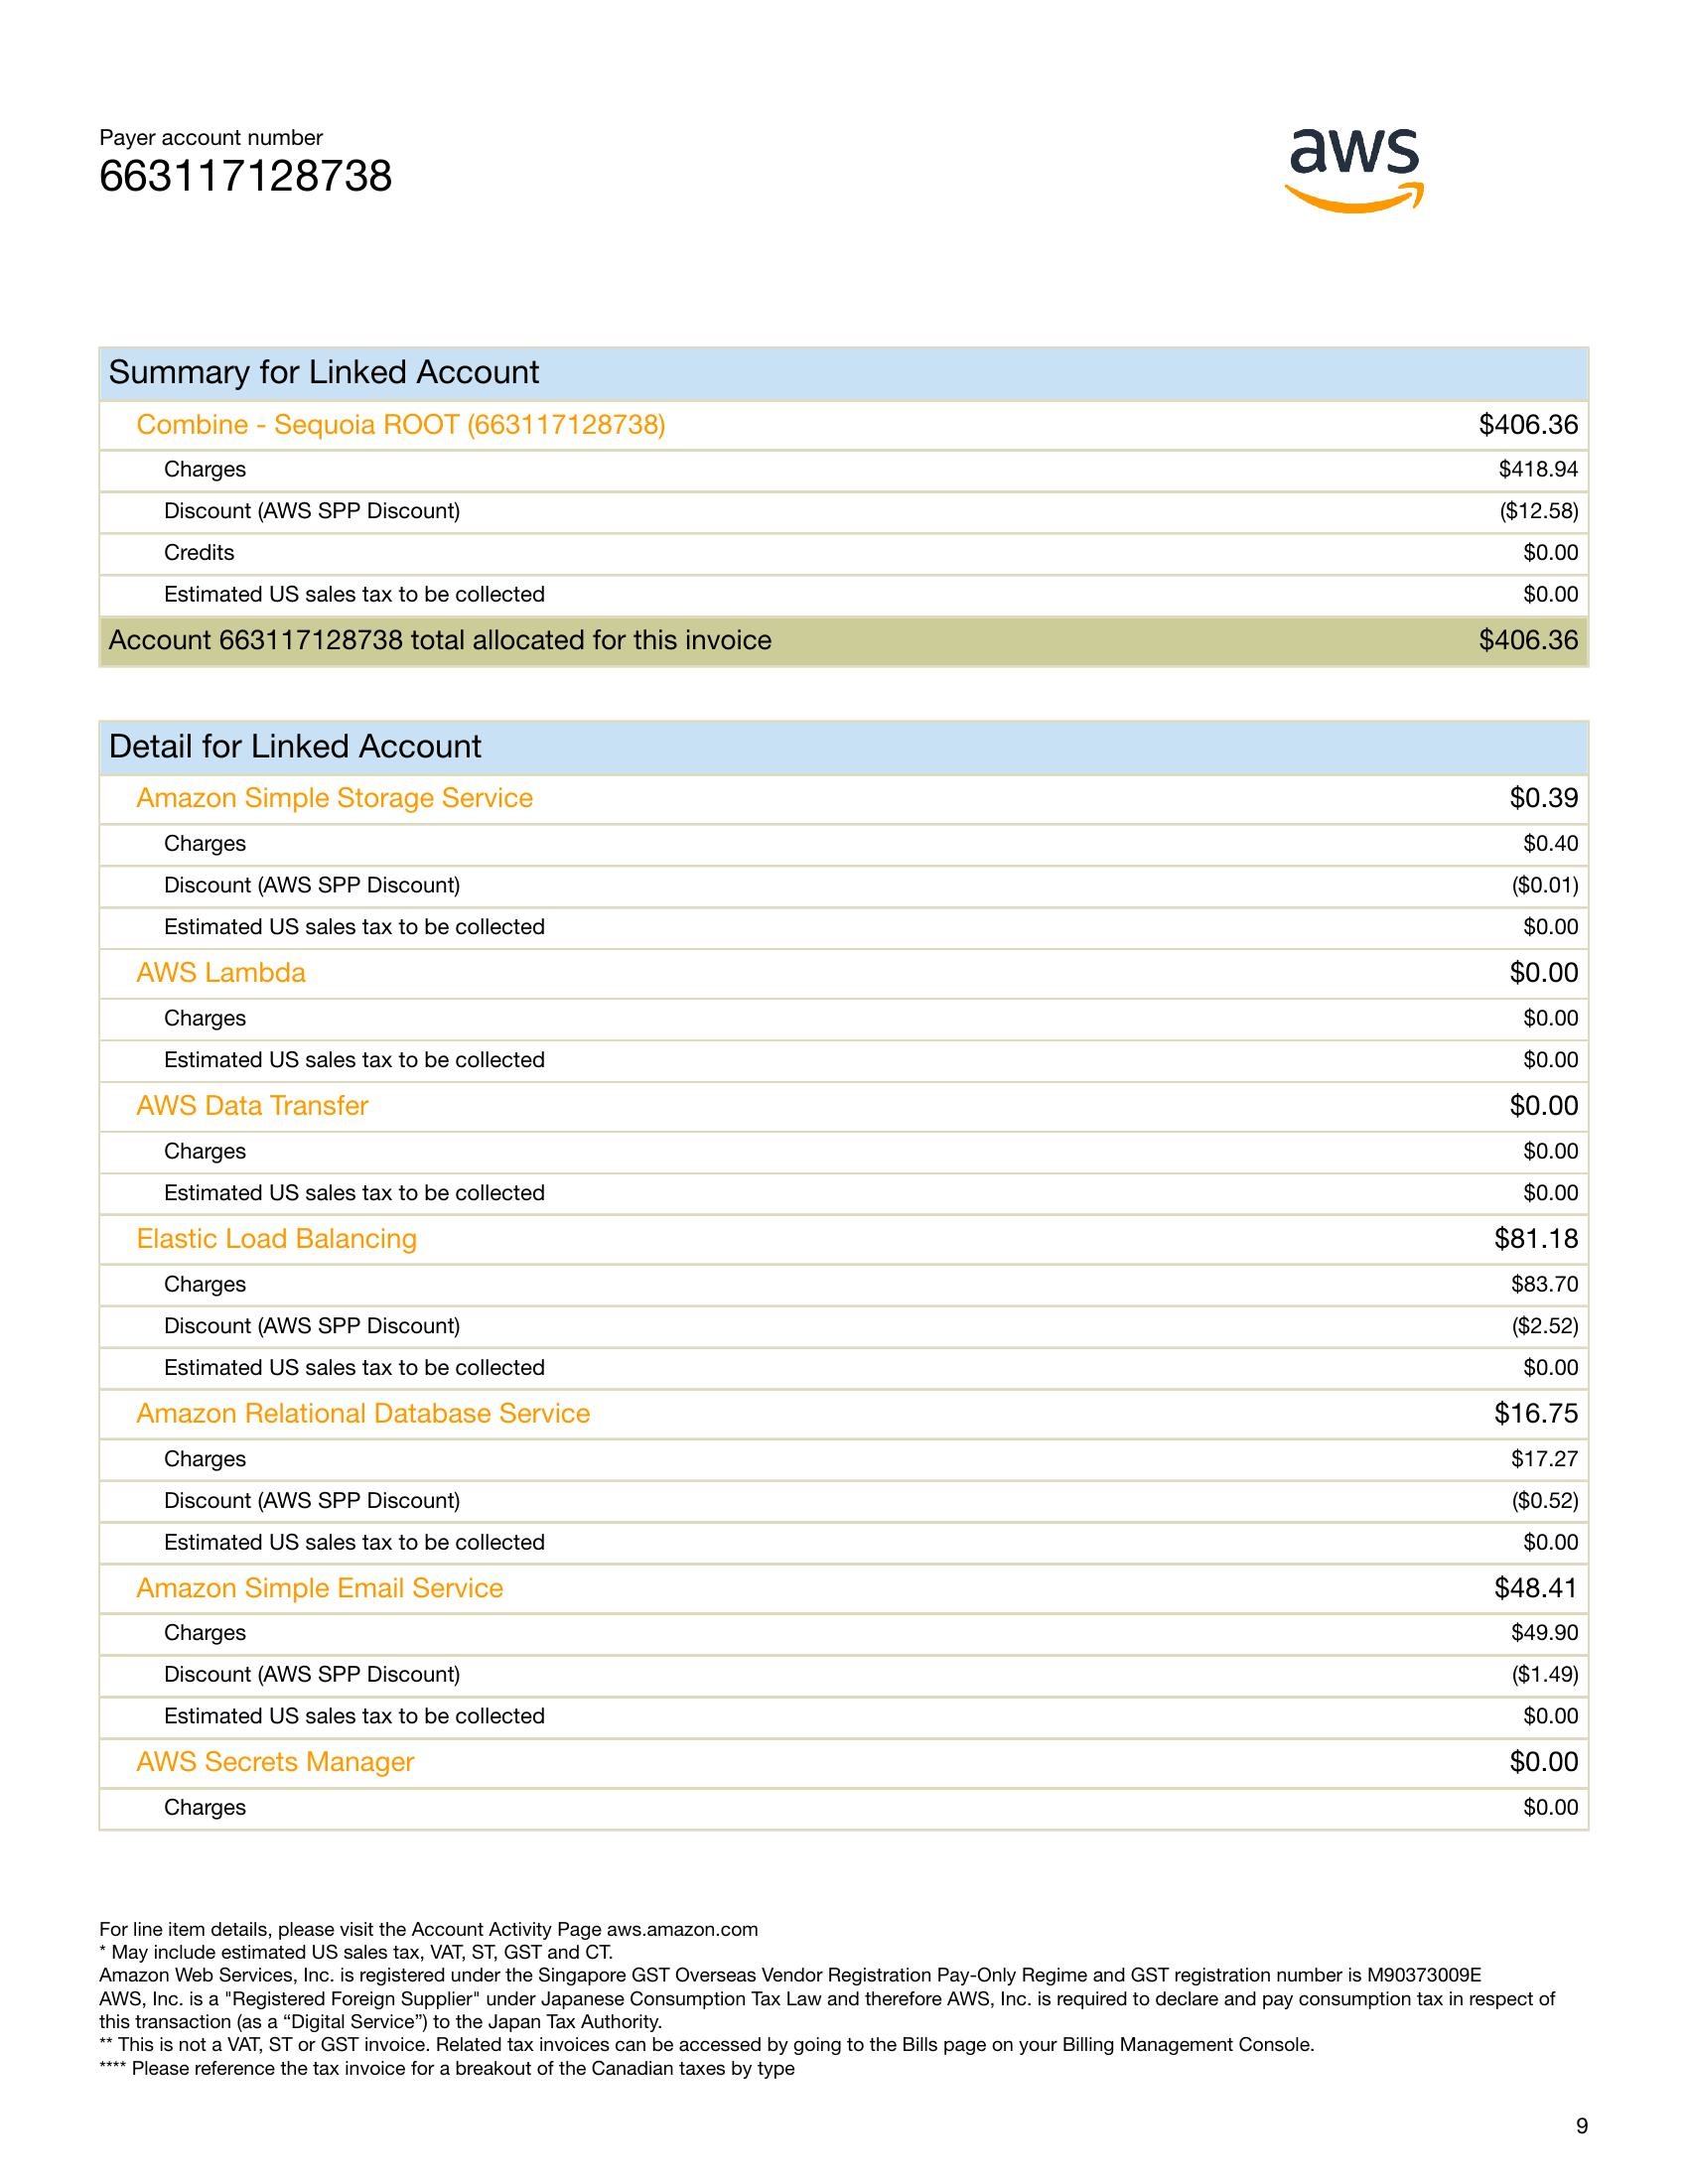 Payer account number
663117128738
aws
Summary for Linked Account
Combine - Sequoia ROOT (663117128738) $406.36
Charges $418.94
Discount (AWS SPP Discount) ($12.58)
Credits $0.00
Estimated US sales tax to be collected $0.00
Account 663117128738 total allocated for this invoice $406.36
Detail for Linked Account
Amazon Simple Storage Service $0.39
Charges $0.40
Discount (AWS SPP Discount) ($0.01)
Estimated US sales tax to be collected $0.00
AWS Lambda $0.00
Charges $0.00
Estimated US sales tax to be collected $0.00
AWS Data Transfer $0.00
Charges $0.00
Estimated US sales tax to be collected $0.00
Elastic Load Balancing $81.18
Charges $83.70
Discount (AWS SPP Discount) ($2.52)
Estimated US sales tax to be collected $0.00
Amazon Relational Database Service $16.75
Charges $17.27
Discount (AWS SPP Discount) ($0.52)
Estimated US sales tax to be collected $0.00
Amazon Simple Email Service $48.41
Charges $49.90
Discount (AWS SPP Discount) ($1.49)
Estimated US sales tax to be collected $0.00
AWS Secrets Manager $0.00
Charges $0.00
For line item details, please visit the Account Activity Page aws.amazon.com
* May include estimated US sales tax, VAT, ST, GST and CT.
Amazon Web Services, Inc. is registered under the Singapore GST Overseas Vendor Registration Pay-Only Regime and GST registration number is M90373009E
AWS, Inc. is a "Registered Foreign Supplier" under Japanese Consumption Tax Law and therefore AWS, Inc. is required to declare and pay consumption tax in respect of
this transaction (as a “Digital Service”) to the Japan Tax Authority.
** This is not a VAT, ST or GST invoice. Related tax invoices can be accessed by going to the Bills page on your Billing Management Console.
**** Please reference the tax invoice for a breakout of the Canadian taxes by type
9